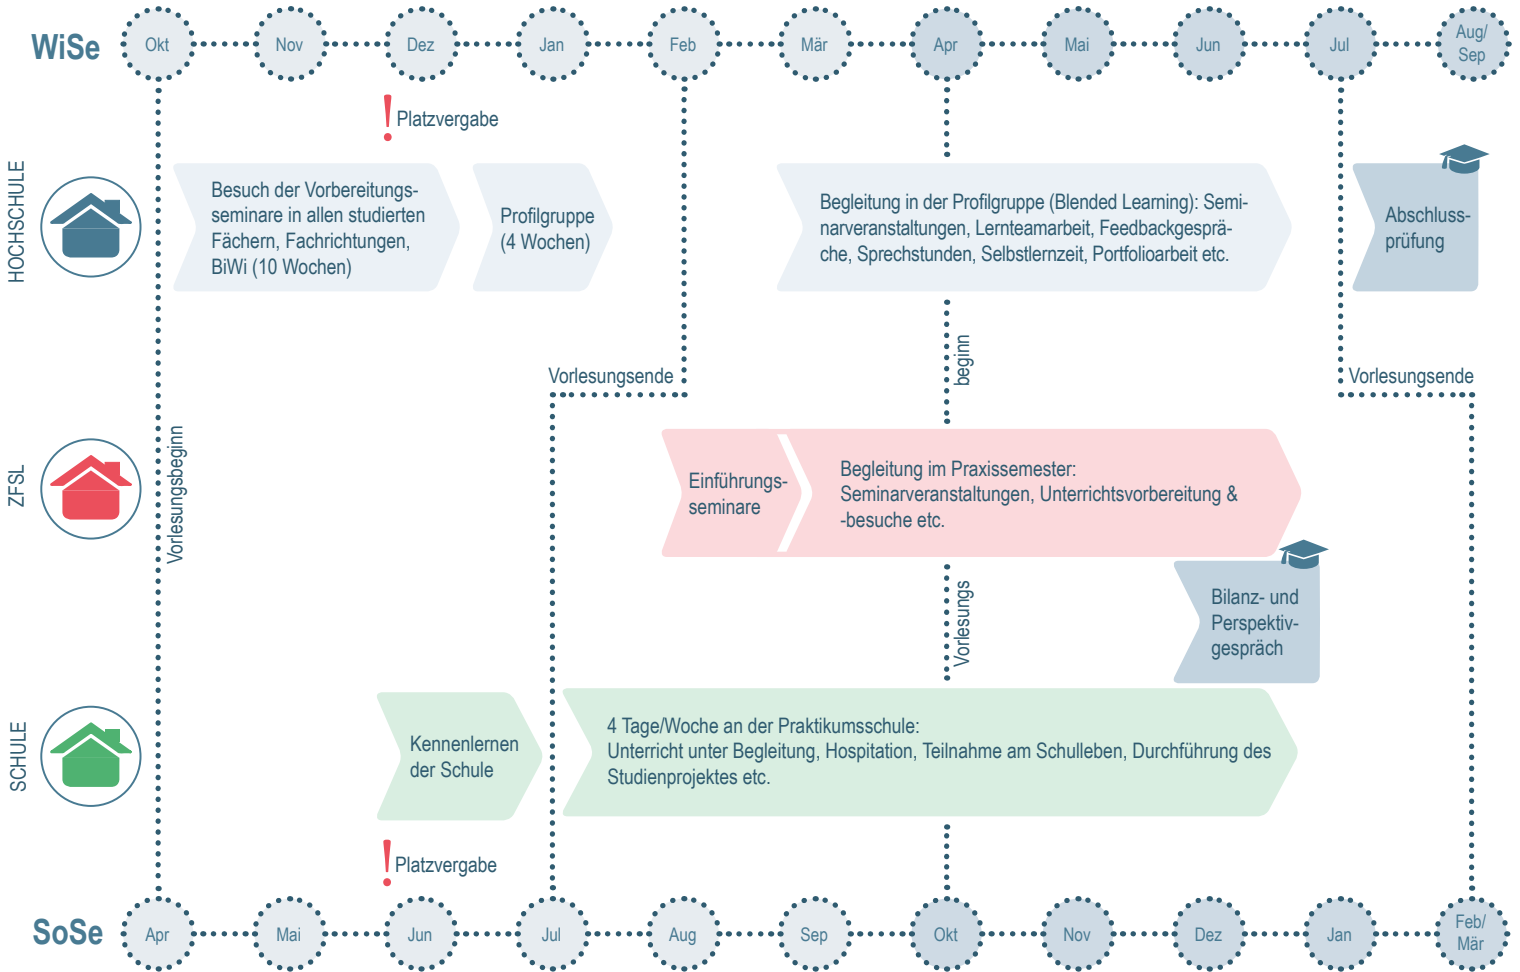 WiSe
Okt
Nov
Dez
Jan
Feb
Mär
Apr
Mai
Jun
Jul
Aug/
Sep
! Platzvergabe
HOCHSCHULE
Besuch der Vorbereitungs-
seminare in allen studierten
Fächern, Fachrichtungen,
BiWi (10 Wochen)
Profilgruppe
(4 Wochen)
Begleitung in der Profilgruppe (Blended Learning): Semi-
narveranstaltungen, Lernteamarbeit, Feedbackgesprä-
che, Sprechstunden, Selbstlernzeit, Portfolioarbeit etc.
Abschluss-
prüfung
Vorlesungsende
beginn
Vorlesungsende
Vorlesungsbeginn
ZFSL
Einführungs-
seminare
Begleitung im Praxissemester:
Seminarveranstaltungen, Unterrichtsvorbereitung &
-besuche etc.
Vorlesungs
Bilanz- und
Perspektiv-
gespräch
SCHULE
Kennenlernen
der Schule
4 Tage/Woche an der Praktikumsschule:
Unterricht unter Begleitung, Hospitation, Teilnahme am Schulleben, Durchführung des
Studienprojektes etc.
! Platzvergabe
SoSe
Apr
Mai
Jun
Jul
Aug
Sep
Okt
Nov
Dez
Jan
Feb/
Mär